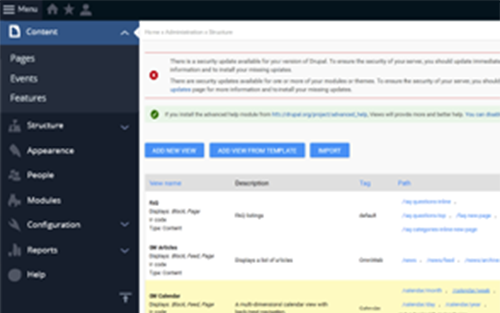 Menu
Content
Pages
Events
Features
Structure
Appearance
People
Modules
Configuration
Reports
Help
Home » Administration » Structure
There is a security update available for your version of Drupal. To ensure the security of your server, you should update immediate
information and to install your missing updates.
There are security updates available for one or more of your modules or themes. To ensure the security of your server, you shoul
updates page for more information and to install your missing updates.
If you install the advanced help module from http://drupal.org/project/advanced_help, Views will provide more and better help. You can disab
ADD NEW VIEW ADD VIEW FROM TEMPLATE IMPORT
View name Description Tag Path
FAQ
Displays: Block, Page
In code
Type: Content
FAQ listings
default
/faq-questions-inline ,
/faq-questions-top , /faq-new-page ,
/faq-categories-inline-new-page
OW Articles
Displays: Block, Feed, Page
In code
Type: Content
Displays a list of articles
OmniWeb
/news , /news/feed , /news/archive
OW Calendar
Displays: Block, Feed, Page
In code
Type: Content
A multi-dimensional calendar view with
back/next navigation
Calendar
/calendar/month , /calendar/week ,
/calendar/day , /calendar/year ,